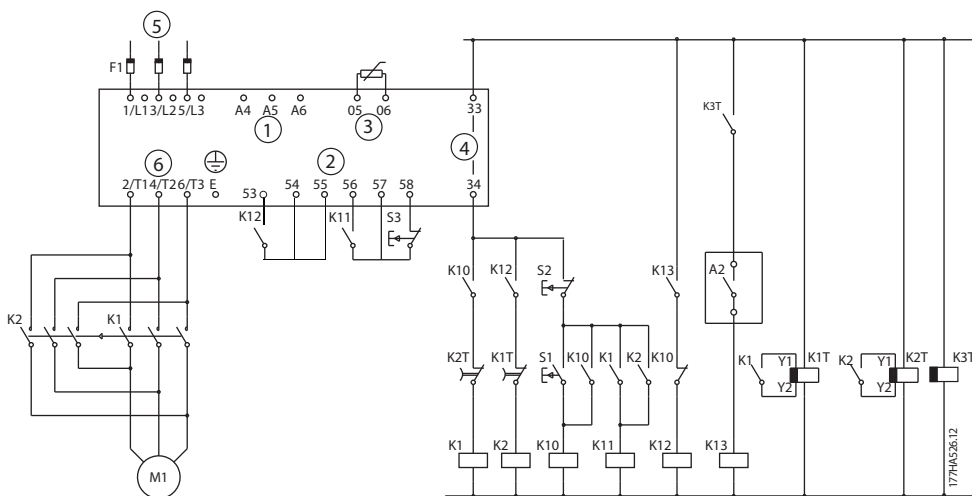 5
F1
1/L1 3/L2 5/L3 A4 A5 A6 05 06 33
1 3
4
6 2
2/T1 4/T2 6/T3 E 53 54 55 56 57 58 34
K12 K11 S3
K3T
K10 K12 S2 K13 A2
K2 K1
K2T K1T S1 K10 K1 K2 K10 K1 Y1 K1T K2 Y1 K2T K3T
Y2 Y2
K1 K2 K10 K11 K12 K13
M1
177HA526.12